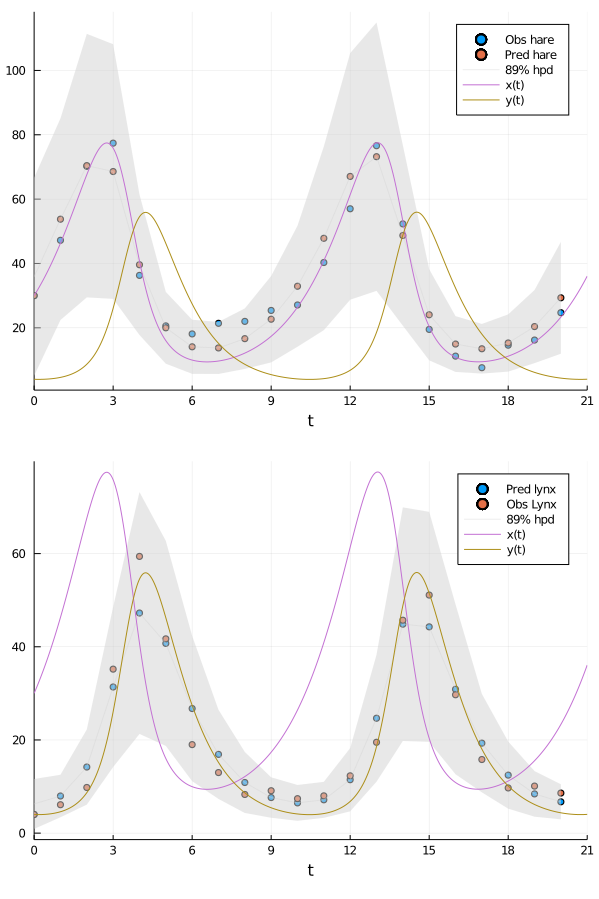 Obs hare
Pred hare
89% hpd
x(t)
y(t)
100
80
60
40
20
0 3 6 9 12 15 18 21
t
Pred lynx
Obs Lynx
89% hpd
x(t)
y(t)
60
40
20
0
0 3 6 9 12 15 18 21
t